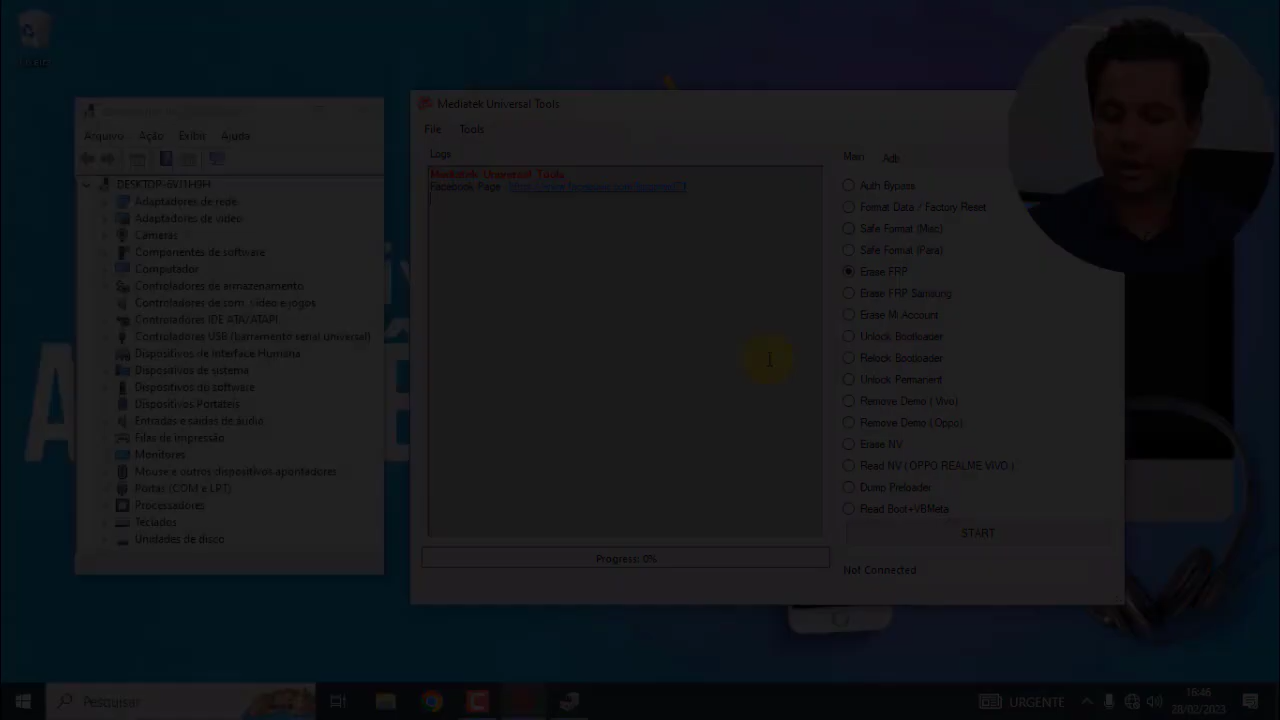 Mediatek Universal Tools
File Tools
Logs
Mediatek Universal Tools
Facebook Page :
Progress: 0%
Main Adb
Auth Bypass
Format Data / Factory Reset
Safe Format (Misc)
Safe Format (Para)
Erase FRP
Erase FRP Samsung
Erase Mi Account
Unlock Bootloader
Relock Bootloader
Unlock Permanent
Remove Demo (Vivo)
Remove Demo (Oppo)
Erase NV
Read NV ( OPPO REALME VIVO )
Dump Preloader
Read Boot+VBMeta
START
Not Connected
Arquivo Ação Exibir Ajuda
Adaptadores de rede
Adaptadores de vídeo
Câmeras
Componentes de software
Computador
Controladores de armazenamento
Controladores de som, vídeo e jogos
Controladores IDE ATA/ATAPI
Controladores USB (barramento serial universal)
Dispositivos de Interface Humana
Dispositivos de sistema
Dispositivos de software
Dispositivos Portáteis
Entradas e saídas de áudio
Filas de impressão
Monitores
Mouse e outros dispositivos apontadores
Portas (COM e LPT)
Processadores
Teclados
Unidades de disco
Pesquisar
URGENTE
16:46
28/02/2023